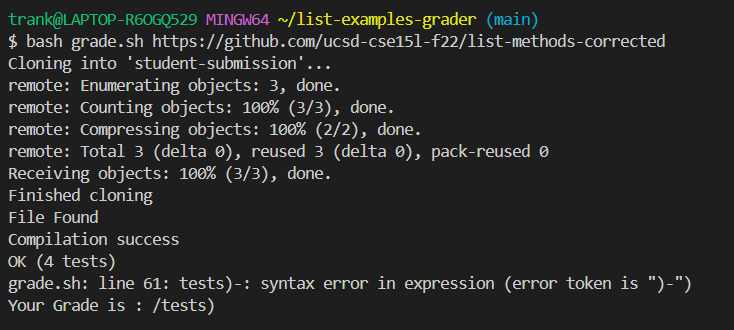 trank@LAPTOP-R6OGQ529 MINGW64 ~/list-examples-grader (main)
$ bash grade.sh https://github.com/ucsd-cse15l-f22/list-methods-corrected
Cloning into 'student-submission'...
remote: Enumerating objects: 3, done.
remote: Counting objects: 100% (3/3), done.
remote: Compressing objects: 100% (2/2), done.
remote: Total 3 (delta 0), reused 3 (delta 0), pack-reused 0
Receiving objects: 100% (3/3), done.
Finished cloning
File Found
Compilation success
OK (4 tests)
grade.sh: line 61: tests)-: syntax error in expression (error token is ")-")
Your Grade is : /tests)